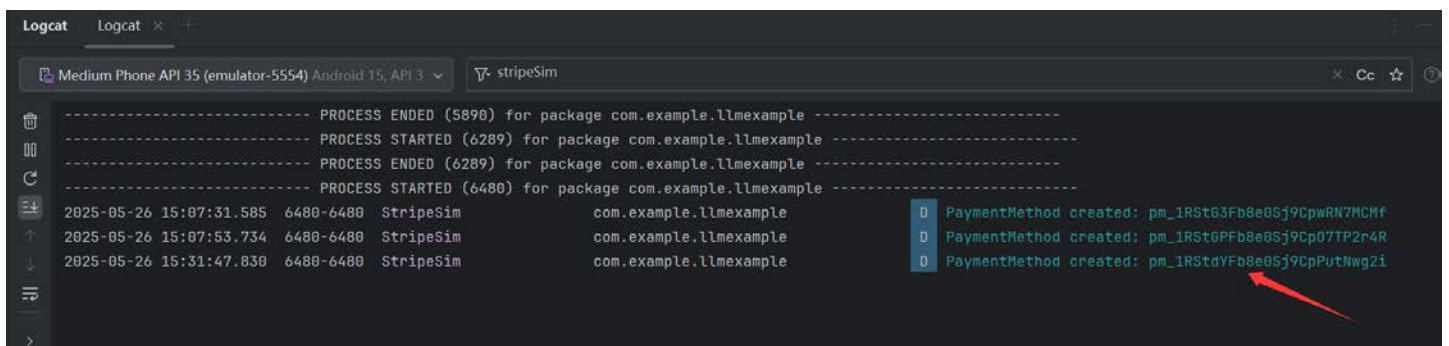 Logcat Logcat × +
Medium Phone API 35 (emulator-5554) Android 15, API 3 stripeSim × Cc
--------------------------- PROCESS ENDED (5890) for package com.example.llmexample ---------------------------
--------------------------- PROCESS STARTED (6289) for package com.example.llmexample ---------------------------
--------------------------- PROCESS ENDED (6289) for package com.example.llmexample ---------------------------
--------------------------- PROCESS STARTED (6480) for package com.example.llmexample ---------------------------
2025-05-26 15:07:31.585 6480-6480 StripeSim com.example.llmexample D PaymentMethod created: pm_1RStG3Fb8e0Sj9CpwRN7MCMf
2025-05-26 15:07:53.734 6480-6480 StripeSim com.example.llmexample D PaymentMethod created: pm_1RStGPFb8e0Sj9CpO7TP2r4R
2025-05-26 15:31:47.830 6480-6480 StripeSim com.example.llmexample D PaymentMethod created: pm_1RStdYFb8e0Sj9CpPutNwg2i